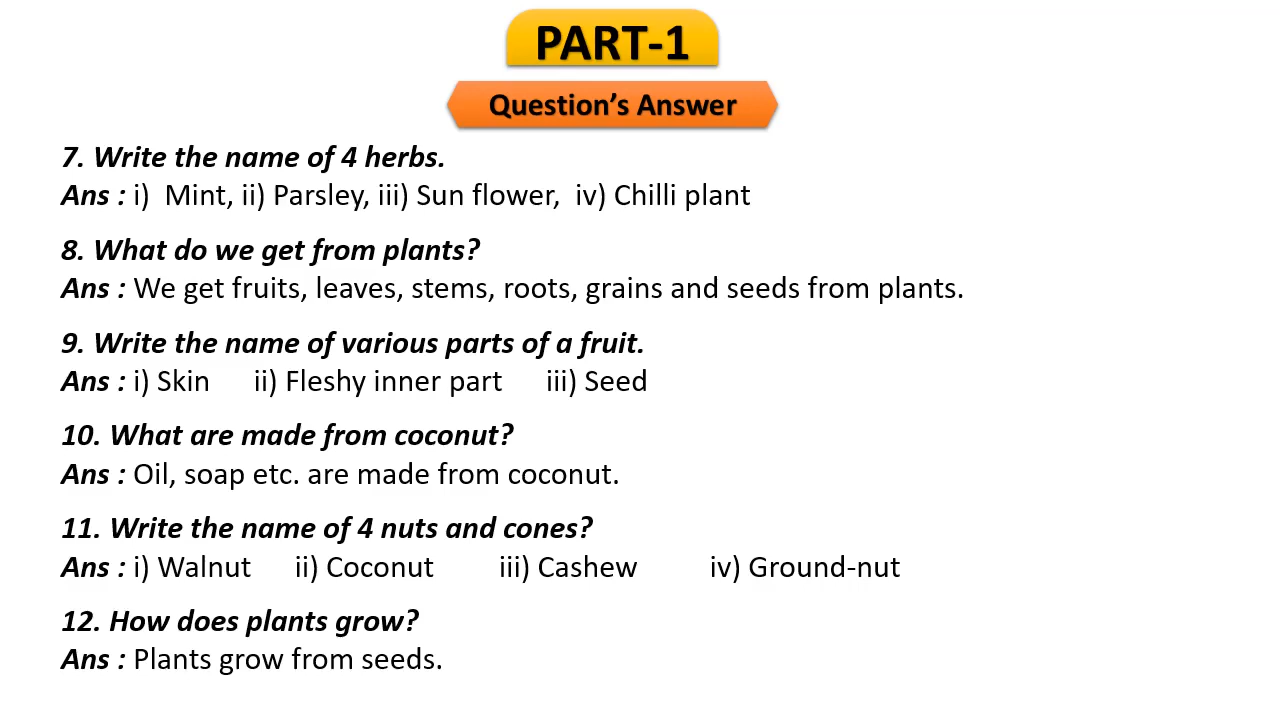 PART-1
Question’s Answer
7. Write the name of 4 herbs.
Ans : i)  Mint, ii) Parsley, iii) Sun flower,  iv) Chilli plant
8. What do we get from plants?
Ans : We get fruits, leaves, stems, roots, grains and seeds from plants.
9. Write the name of various parts of a fruit.
Ans : i) Skin      ii) Fleshy inner part      iii) Seed
10. What are made from coconut?
Ans : Oil, soap etc. are made from coconut.
11. Write the name of 4 nuts and cones?
Ans : i) Walnut      ii) Coconut         iii) Cashew          iv) Ground-nut
12. How does plants grow?
Ans : Plants grow from seeds.